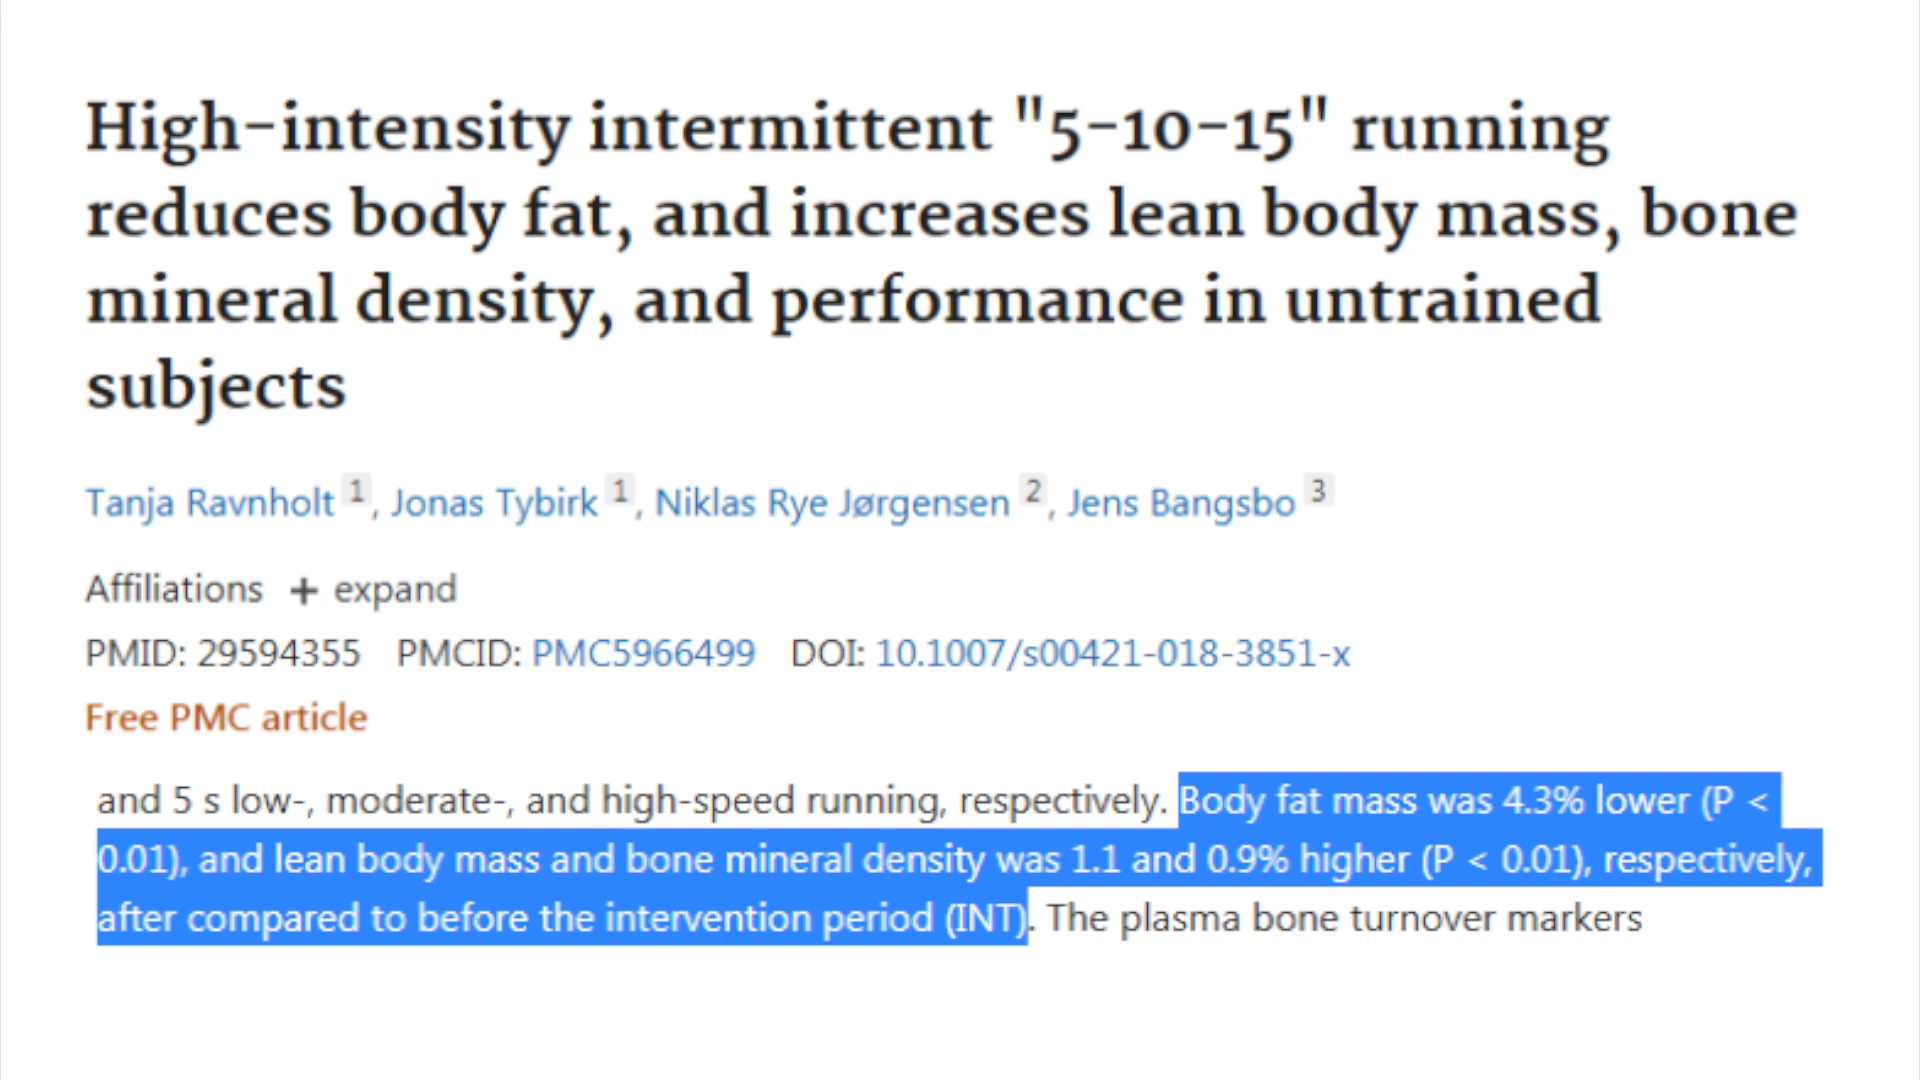 High-intensity intermittent "5-10-15" running
reduces body fat, and increases lean body mass, bone
mineral density, and performance in untrained
subjects
Tanja Ravnholt 1, Jonas Tybirk 1, Niklas Rye Jørgensen 2, Jens Bangsbo 3
Affiliations + expand
PMID: 29594355 PMCID: PMC5966499 DOI: 10.1007/s00421-018-3851-x
Free PMC article
and 5 s low-, moderate-, and high-speed running, respectively. Body fat mass was 4.3% lower (P <
0.01), and lean body mass and bone mineral density was 1.1 and 0.9% higher (P < 0.01), respectively,
after compared to before the intervention period (INT). The plasma bone turnover markers